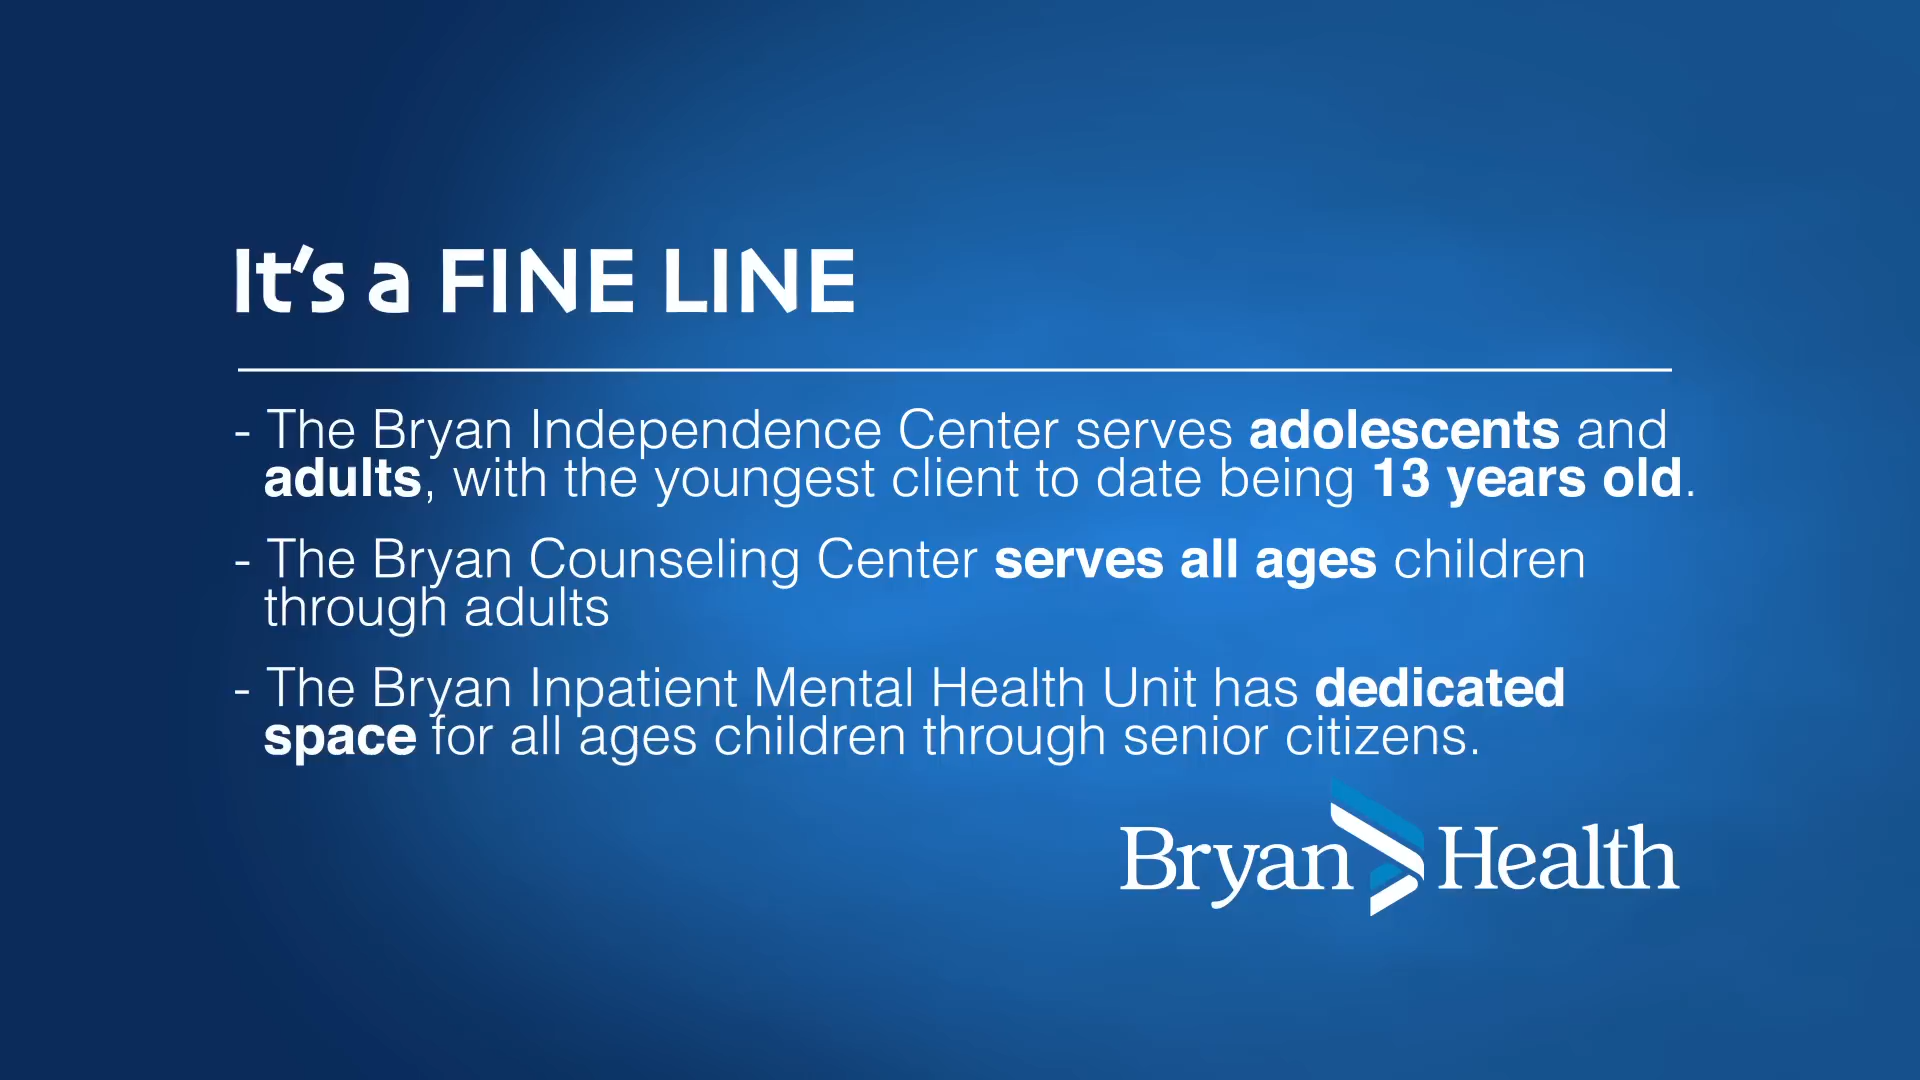 It's a FINE LINE
- The Bryan Independence Center serves adolescents and
adults, with the youngest client to date being 13 years old.
- The Bryan Counseling Center serves all ages children
through adults
- The Bryan Inpatient Mental Health Unit has dedicated
space for all ages children through senior citizens.
Bryan Health